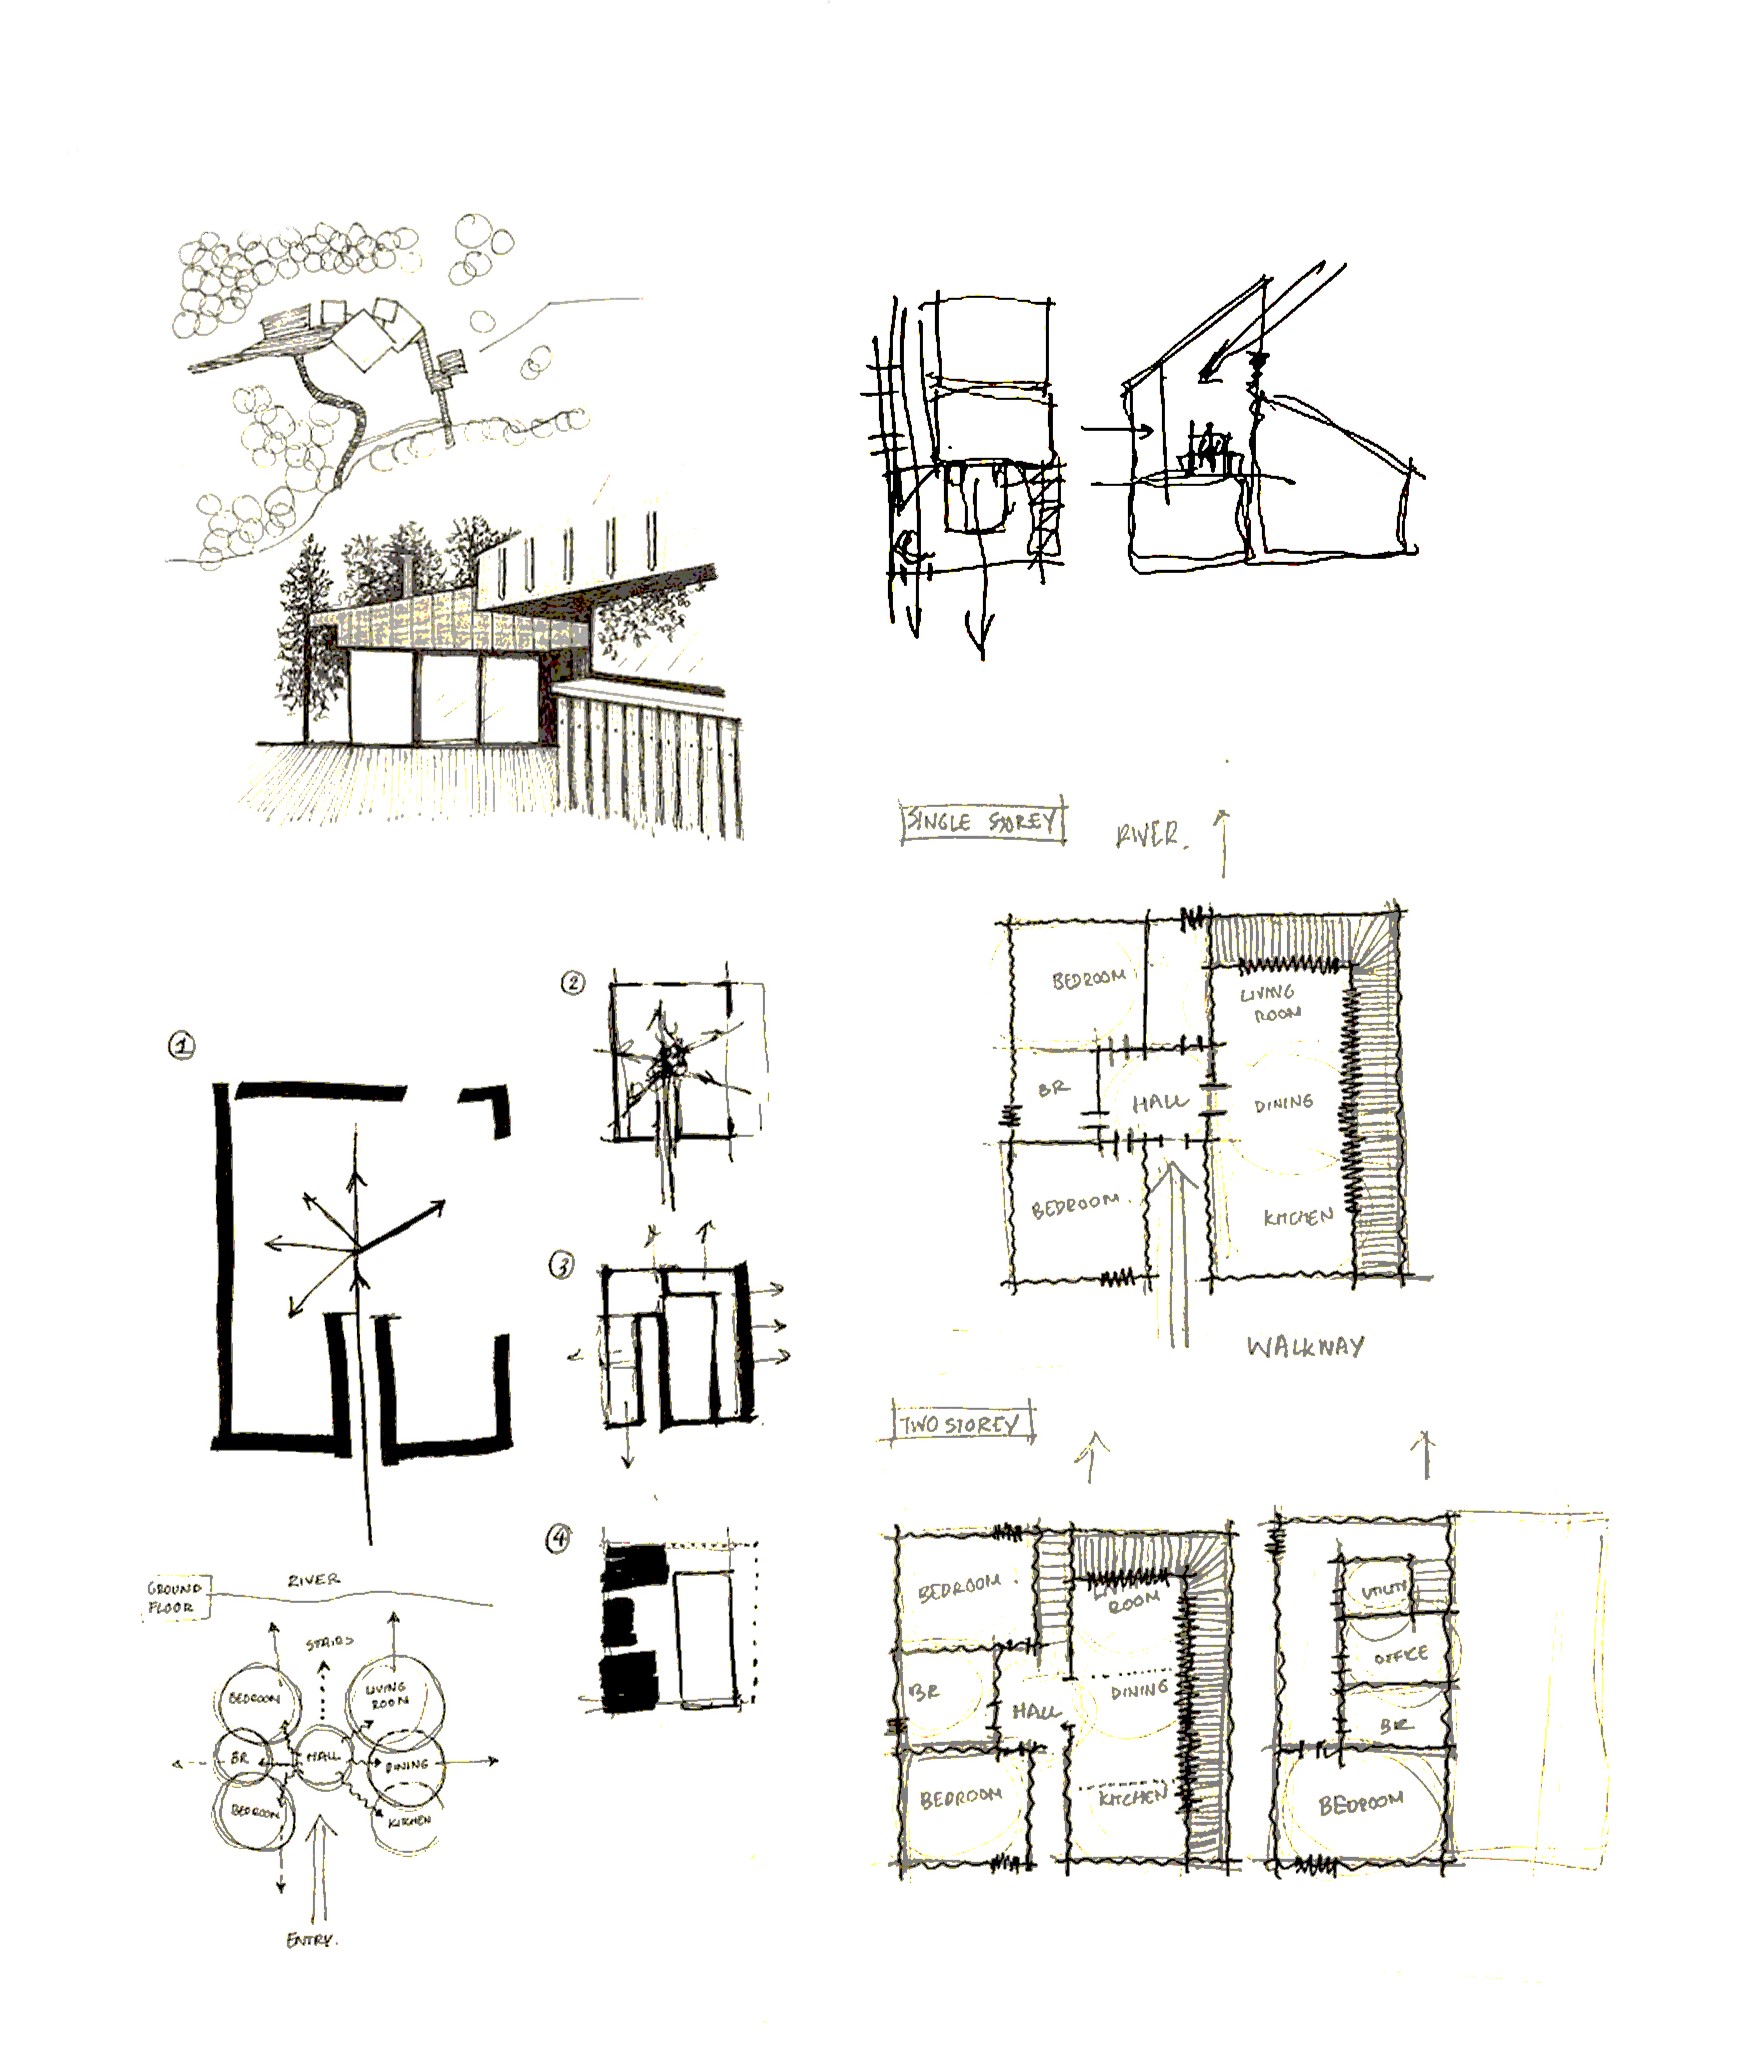 SINGLE STOREY
RIVER.
BEDROOM
LIVING
ROOM
BR
HALL
DINING
BEDROOM.
KITCHEN
WALKWAY
2
1
3
4
TWO STOREY
BEDROOM.
LIVING
ROOM
BR
HALL
DINING
BEDROOM
KITCHEN
UTILITY
OFFICE
BR
BEDROOM
GROUND
FLOOR
RIVER
STAIRS
BEDROOM
LIVING
ROOM
BR
HALL
DINING
BEDROOM
KITCHEN
ENTRY.